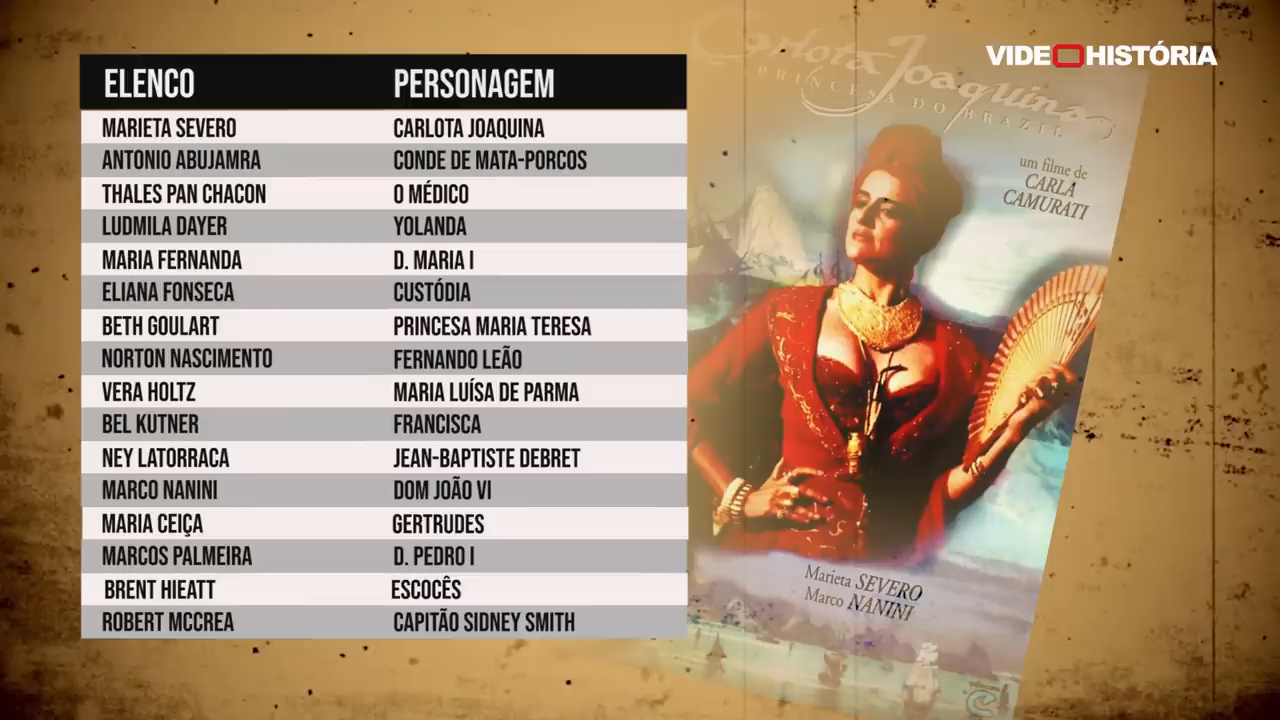 VIDEOHISTÓRIA
ELENCO PERSONAGEM
MARIETA SEVERO CARLOTA JOAQUINA
ANTONIO ABUJAMRA CONDE DE MATA-PORCOS
THALES PAN CHACON O MÉDICO
LUDMILA DAYER YOLANDA
MARIA FERNANDA D. MARIA I
ELIANA FONSECA CUSTÓDIA
BETH GOULART PRINCESA MARIA TERESA
NORTON NASCIMENTO FERNANDO LEÃO
VERA HOLTZ MARIA LUÍSA DE PARMA
BEL KUTNER FRANCISCA
NEY LATORRACA JEAN-BAPTISTE DEBRET
MARCO NANINI DOM JOÃO VI
MARIA CEIÇA GERTRUDES
MARCOS PALMEIRA D. PEDRO I
BRENT HIEATT ESCOCÊS
ROBERT MCCREA CAPITÃO SIDNEY SMITH
Carlota Joaquina
PRINCESA DO BRAZIL
um filme de
CARLA
CAMURATI
Marieta SEVERO
Marco NANINI